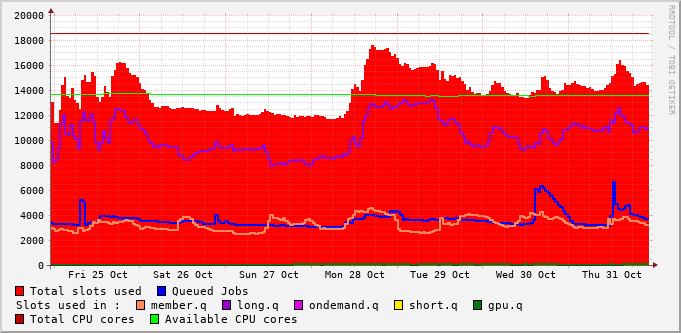 RRDTOOL / TOBI OETIKER
20000
18000
16000
14000
12000
10000
8000
6000
4000
2000
0
Fri 25 Oct Sat 26 Oct Sun 27 Oct Mon 28 Oct Tue 29 Oct Wed 30 Oct Thu 31 Oct
Total slots used Queued Jobs
Slots used in : member.q long.q ondemand.q short.q gpu.q
Total CPU cores Available CPU cores